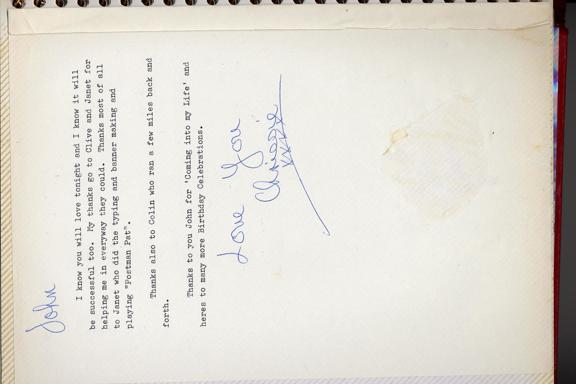 John
I know you will love tonight and I know it will
be successful too. My thanks go to Clive and Janet for
helping me in everyway they could. Thanks most of all
to Janet who did the typing and banner making and
playing "Postman Pat".
Thanks also to Colin who ran a few miles back and
forth.
Thanks to you John for 'Coming into my Life' and
heres to many more Birthday Celebrations.
Love You
Chrissie
xxxx